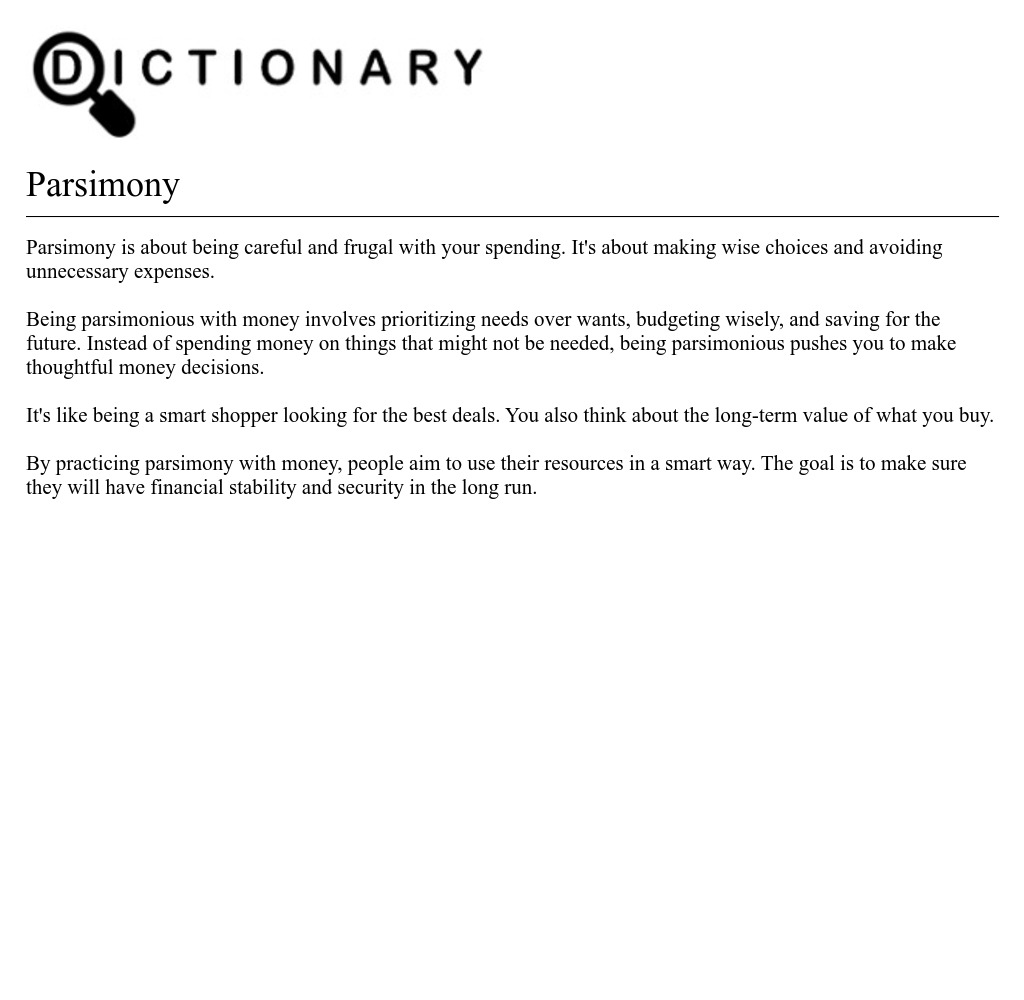 DICTIONARY
Parsimony
Parsimony is about being careful and frugal with your spending. It's about making wise choices and avoiding
unnecessary expenses.
Being parsimonious with money involves prioritizing needs over wants, budgeting wisely, and saving for the
future. Instead of spending money on things that might not be needed, being parsimonious pushes you to make
thoughtful money decisions.
It's like being a smart shopper looking for the best deals. You also think about the long-term value of what you buy.
By practicing parsimony with money, people aim to use their resources in a smart way. The goal is to make sure
they will have financial stability and security in the long run.